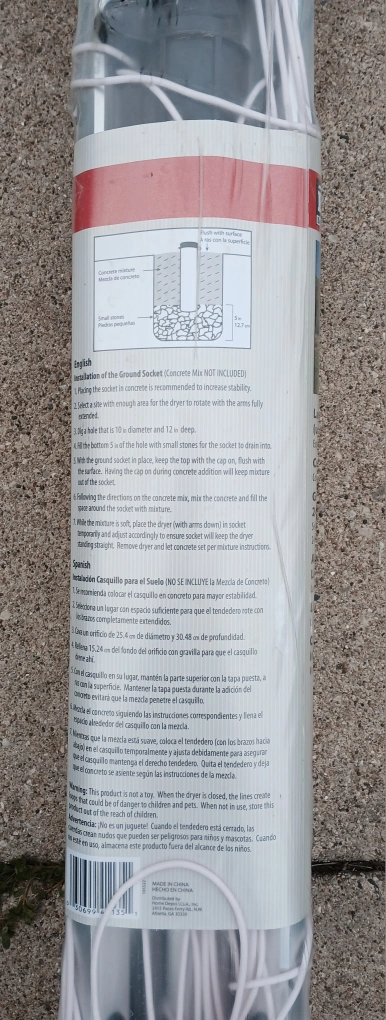 Flush with surface
A ras con la superficie
Concrete mixture
Mezcla de concreto
Small stones
Piedras pequeñas
5 in
12.7 cm
English
Installation of the Ground Socket (Concrete Mix NOT INCLUDED)
1. Placing the socket in concrete is recommended to increase stability.
2. Select a site with enough area for the dryer to rotate with the arms fully
extended.
3. Dig a hole that is 10 in diameter and 12 in deep.
4. Fill the bottom 5 in of the hole with small stones for the socket to drain into.
5. With the ground socket in place, keep the top with the cap on, flush with
the surface. Having the cap on during concrete addition will keep mixture
out of the socket.
6. Following the directions on the concrete mix, mix the concrete and fill the
space around the socket with mixture.
7. While the mixture is soft, place the dryer (with arms down) in socket
temporarily and adjust accordingly to ensure socket will keep the dryer
standing straight. Remove dryer and let concrete set per mixture instructions.
Spanish
Instalación Casquillo para el Suelo (NO SE INCLUYE la Mezcla de Concreto)
1. Se recomienda colocar el casquillo en concreto para mayor estabilidad.
2. Selecciona un lugar con espacio suficiente para que el tendedero rote con
los brazos completamente extendidos.
3. Cava un orificio de 25.4 cm de diámetro y 30.48 cm de profundidad.
4. Rellena 15.24 cm del fondo del orificio con gravilla para que el casquillo
drene ahí.
5. Con el casquillo en su lugar, mantén la parte superior con la tapa puesta, a
ras con la superficie. Mantener la tapa puesta durante la adición del
concreto evitará que la mezcla penetre el casquillo.
6. Mezcla el concreto siguiendo las instrucciones correspondientes y llena el
espacio alrededor del casquillo con la mezcla.
7. Mientras que la mezcla está suave, coloca el tendedero (con los brazos hacia
abajo) en el casquillo temporalmente y ajusta debidamente para asegurar
que el casquillo mantenga el derecho tendedero. Quita el tendedero y deja
que el concreto se asiente según las instrucciones de la mezcla.
Warning: This product is not a toy. When the dryer is closed, the lines create
loops that could be of danger to children and pets. When not in use, store this
product out of the reach of children.
Advertencia: ¡No es un juguete! Cuando el tendedero está cerrado, las
cuerdas crean nudos que pueden ser peligrosos para niños y mascotas. Cuando
no esté en uso, almacena este producto fuera del alcance de los niños.
MADE IN CHINA
HECHO EN CHINA
Distributed by
Home Depot U.S.A., Inc.
2455 Paces Ferry Rd., N.W.
Atlanta, GA 30339